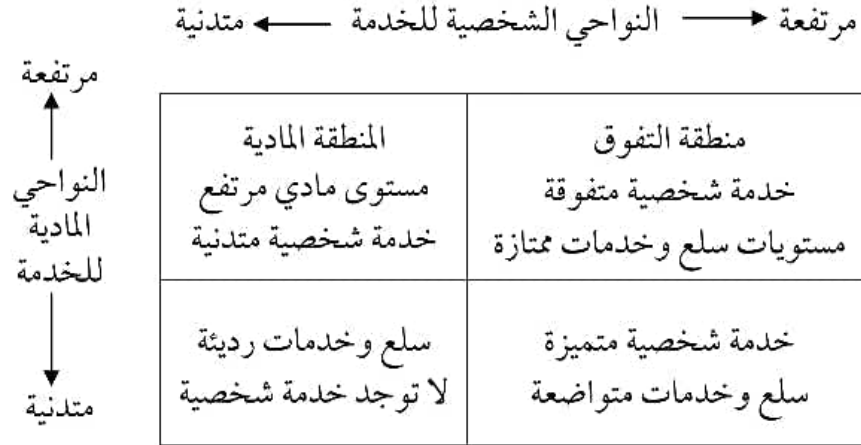 مرتفعة النواحي الشخصية للخدمة متدنية
مرتفعة
النواحي
المادية
للخدمة
متدنية
منطقة التفوق
خدمة شخصية متفوقة
مستويات سلع وخدمات ممتازة
المنطقة المادية
مستوى مادي مرتفع
خدمة شخصية متدنية
خدمة شخصية متميزة
سلع وخدمات متواضعة
سلع وخدمات رديئة
لا توجد خدمة شخصية